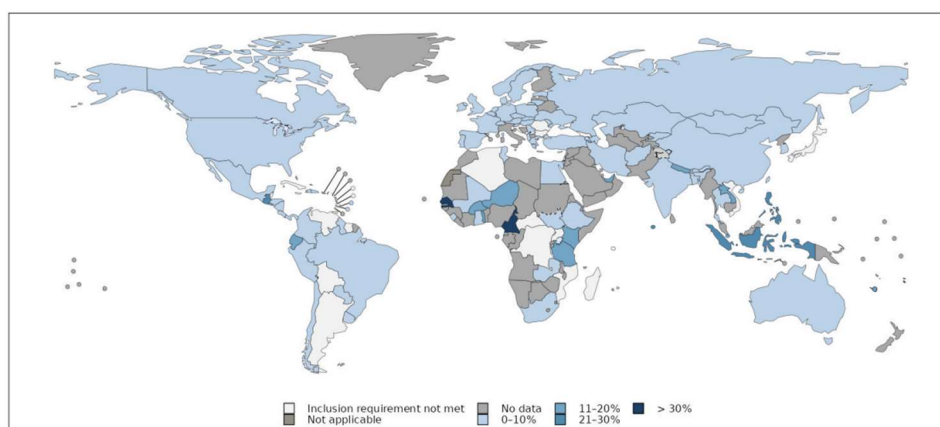 Inclusion requirement not met
Not applicable
No data
0–10%
11–20%
21–30%
> 30%